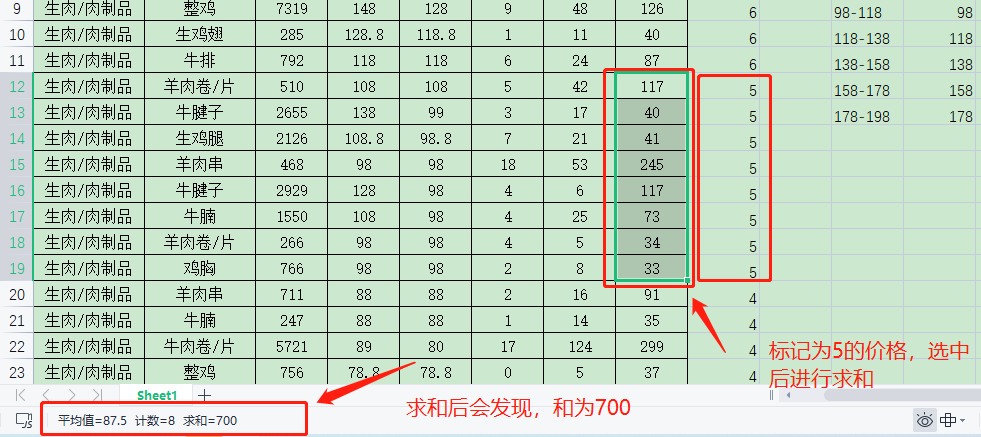 9 生肉/肉制品 整鸡 7319 148 128 9 48 126 6 98-118 98
10 生肉/肉制品 生鸡翅 285 128.8 118.8 1 11 40 6 118-138 118
11 生肉/肉制品 牛排 792 118 118 6 24 87 6 138-158 138
12 生肉/肉制品 羊肉卷/片 510 108 108 5 42 117 5 158-178 158
13 生肉/肉制品 牛腱子 2655 138 99 3 17 40 5 178-198 178
14 生肉/肉制品 生鸡腿 2126 108.8 98.8 7 21 41 5
15 生肉/肉制品 羊肉串 468 98 98 18 53 245 5
16 生肉/肉制品 牛腱子 2929 128 98 4 6 117 5
17 生肉/肉制品 牛腩 1550 108 98 4 25 73 5
18 生肉/肉制品 羊肉卷/片 266 98 98 4 5 34 5
19 生肉/肉制品 鸡胸 766 98 98 2 8 33 5
20 生肉/肉制品 羊肉串 711 88 88 2 16 91 4
21 生肉/肉制品 牛腩 247 88 88 1 14 35 4
22 生肉/肉制品 牛肉卷/片 5721 89 80 17 124 299 4
23 生肉/肉制品 整鸡 756 78.8 78.8 0 5 37 4
标记为5的价格，选中
后进行求和
Sheet1
求和后会发现，和为700
平均值=87.5 计数=8 求和=700